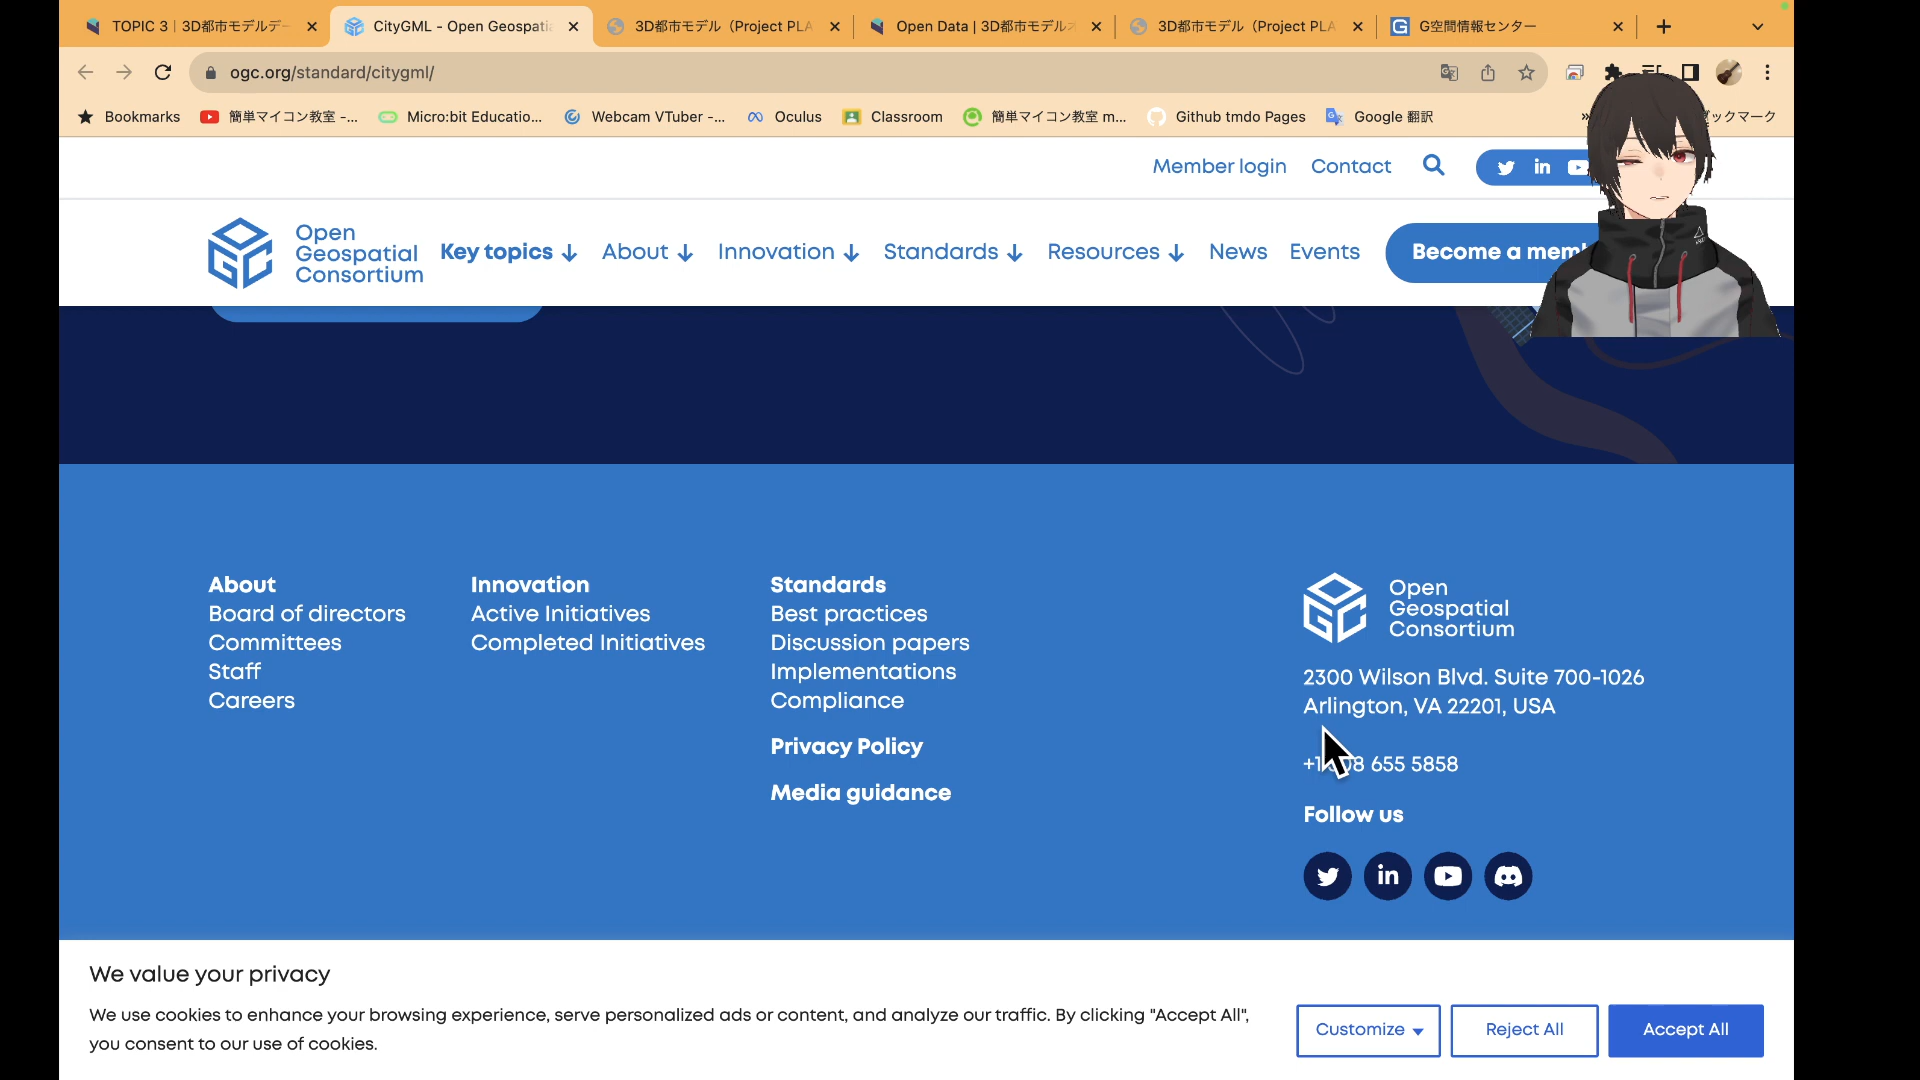 TOPIC 3｜3D都市モデルデー
CityGML - Open Geospatia
3D都市モデル（Project PLA
Open Data | 3D都市モデル
3D都市モデル（Project PLA
G空間情報センター
ogc.org/standard/citygml/
Bookmarks
簡単マイコン教室 -...
Micro:bit Educatio...
Webcam VTuber -...
Oculus
Classroom
簡単マイコン教室 m...
Github tmdo Pages
Google 翻訳
»
ックマーク
Member login
Contact
Open
Geospatial
Consortium
Key topics ↓
About ↓
Innovation ↓
Standards ↓
Resources ↓
News
Events
Become a mem
About
Board of directors
Committees
Staff
Careers
Innovation
Active Initiatives
Completed Initiatives
Standards
Best practices
Discussion papers
Implementations
Compliance
Privacy Policy
Media guidance
Open
Geospatial
Consortium
2300 Wilson Blvd. Suite 700-1026
Arlington, VA 22201, USA
655 5858
Follow us
We value your privacy
We use cookies to enhance your browsing experience, serve personalized ads or content, and analyze our traffic. By clicking "Accept All",
you consent to our use of cookies.
Customize
Reject All
Accept All